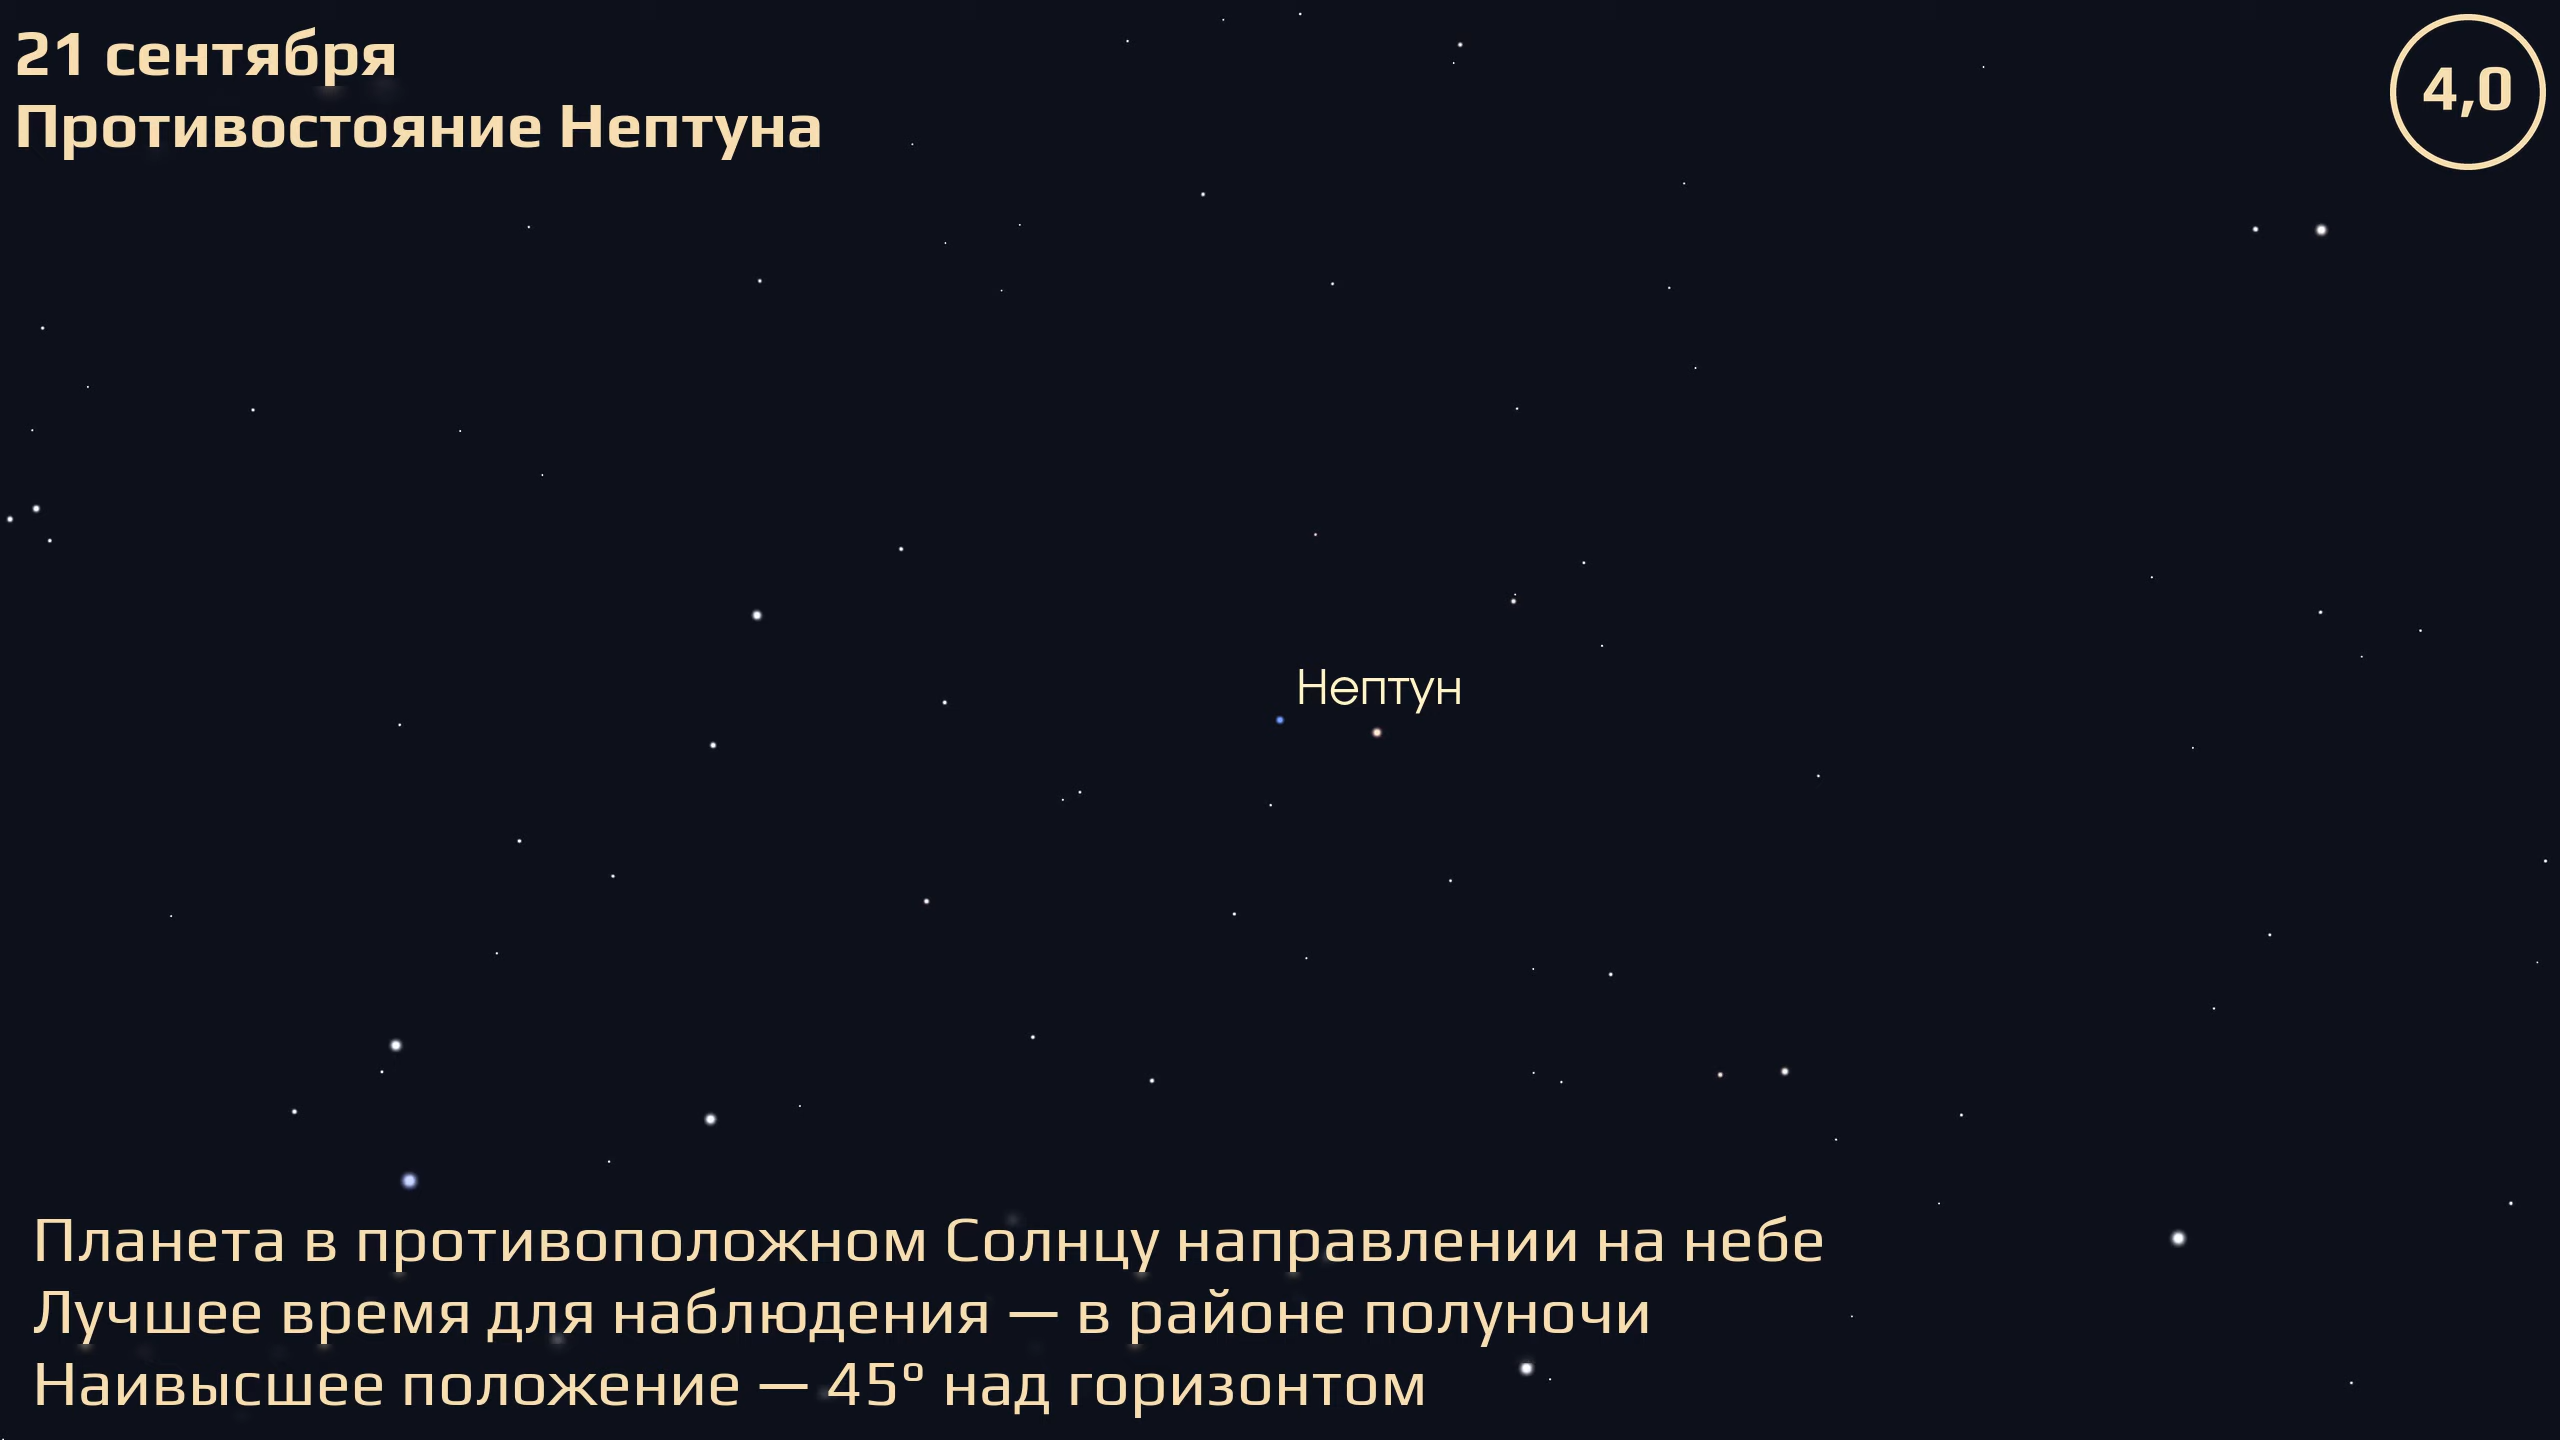 21 сентября
Противостояние Нептуна
4,0
Нептун
Планета в противоположном Солнцу направлении на небе
Лучшее время для наблюдения — в районе полуночи
Наивысшее положение — 45° над горизонтом